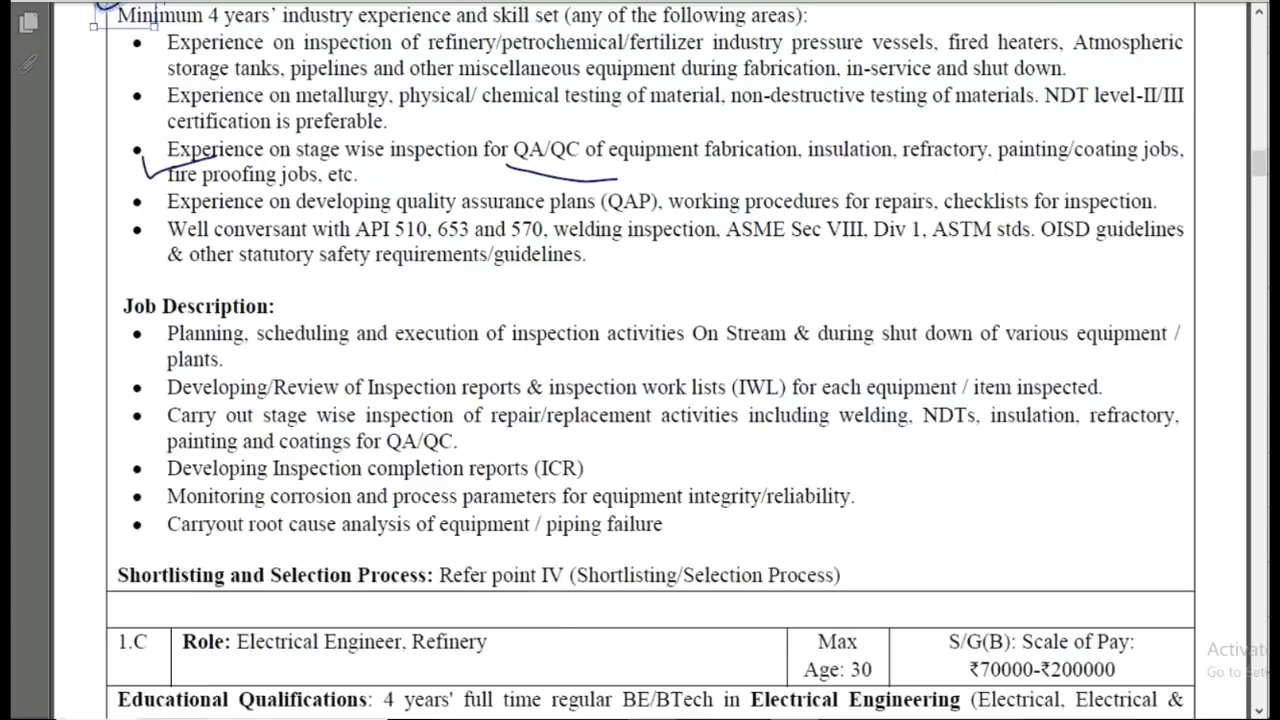 Minimum 4 years' industry experience and skill set (any of the following areas):
• Experience on inspection of refinery/petrochemical/fertilizer industry pressure vessels, fired heaters, Atmospheric
storage tanks, pipelines and other miscellaneous equipment during fabrication, in-service and shut down.
• Experience on metallurgy, physical/ chemical testing of material, non-destructive testing of materials. NDT level-II/III
certification is preferable.
• Experience on stage wise inspection for QA/QC of equipment fabrication, insulation, refractory, painting/coating jobs,
fire proofing jobs, etc.
• Experience on developing quality assurance plans (QAP), working procedures for repairs, checklists for inspection.
• Well conversant with API 510, 653 and 570, welding inspection, ASME Sec VIII, Div 1, ASTM stds. OISD guidelines
& other statutory safety requirements/guidelines.
Job Description:
• Planning, scheduling and execution of inspection activities On Stream & during shut down of various equipment /
plants.
• Developing/Review of Inspection reports & inspection work lists (IWL) for each equipment / item inspected.
• Carry out stage wise inspection of repair/replacement activities including welding, NDTs, insulation, refractory,
painting and coatings for QA/QC.
• Developing Inspection completion reports (ICR)
• Monitoring corrosion and process parameters for equipment integrity/reliability.
• Carryout root cause analysis of equipment / piping failure
Shortlisting and Selection Process: Refer point IV (Shortlisting/Selection Process)
1.C Role: Electrical Engineer, Refinery Max S/G(B): Scale of Pay:
Age: 30 ₹70000-₹200000
Educational Qualifications: 4 years' full time regular BE/BTech in Electrical Engineering (Electrical, Electrical &
Activat
Go to Set